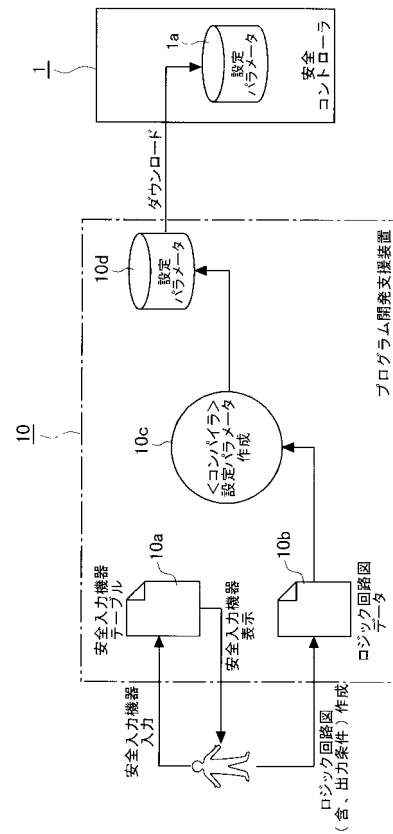 10
安全入力機器
入力
安全入力機器
テーブル
10a
安全入力機器
表示
ロジック回路図
(含、出力条件)作成
10b
ロジック回路図
データ
10c
<コンパイラ>
設定パラメータ
作成
10d
設定
パラメータ
プログラム開発支援装置
ダウンロード
1
1a
設定
パラメータ
安全
コントローラ